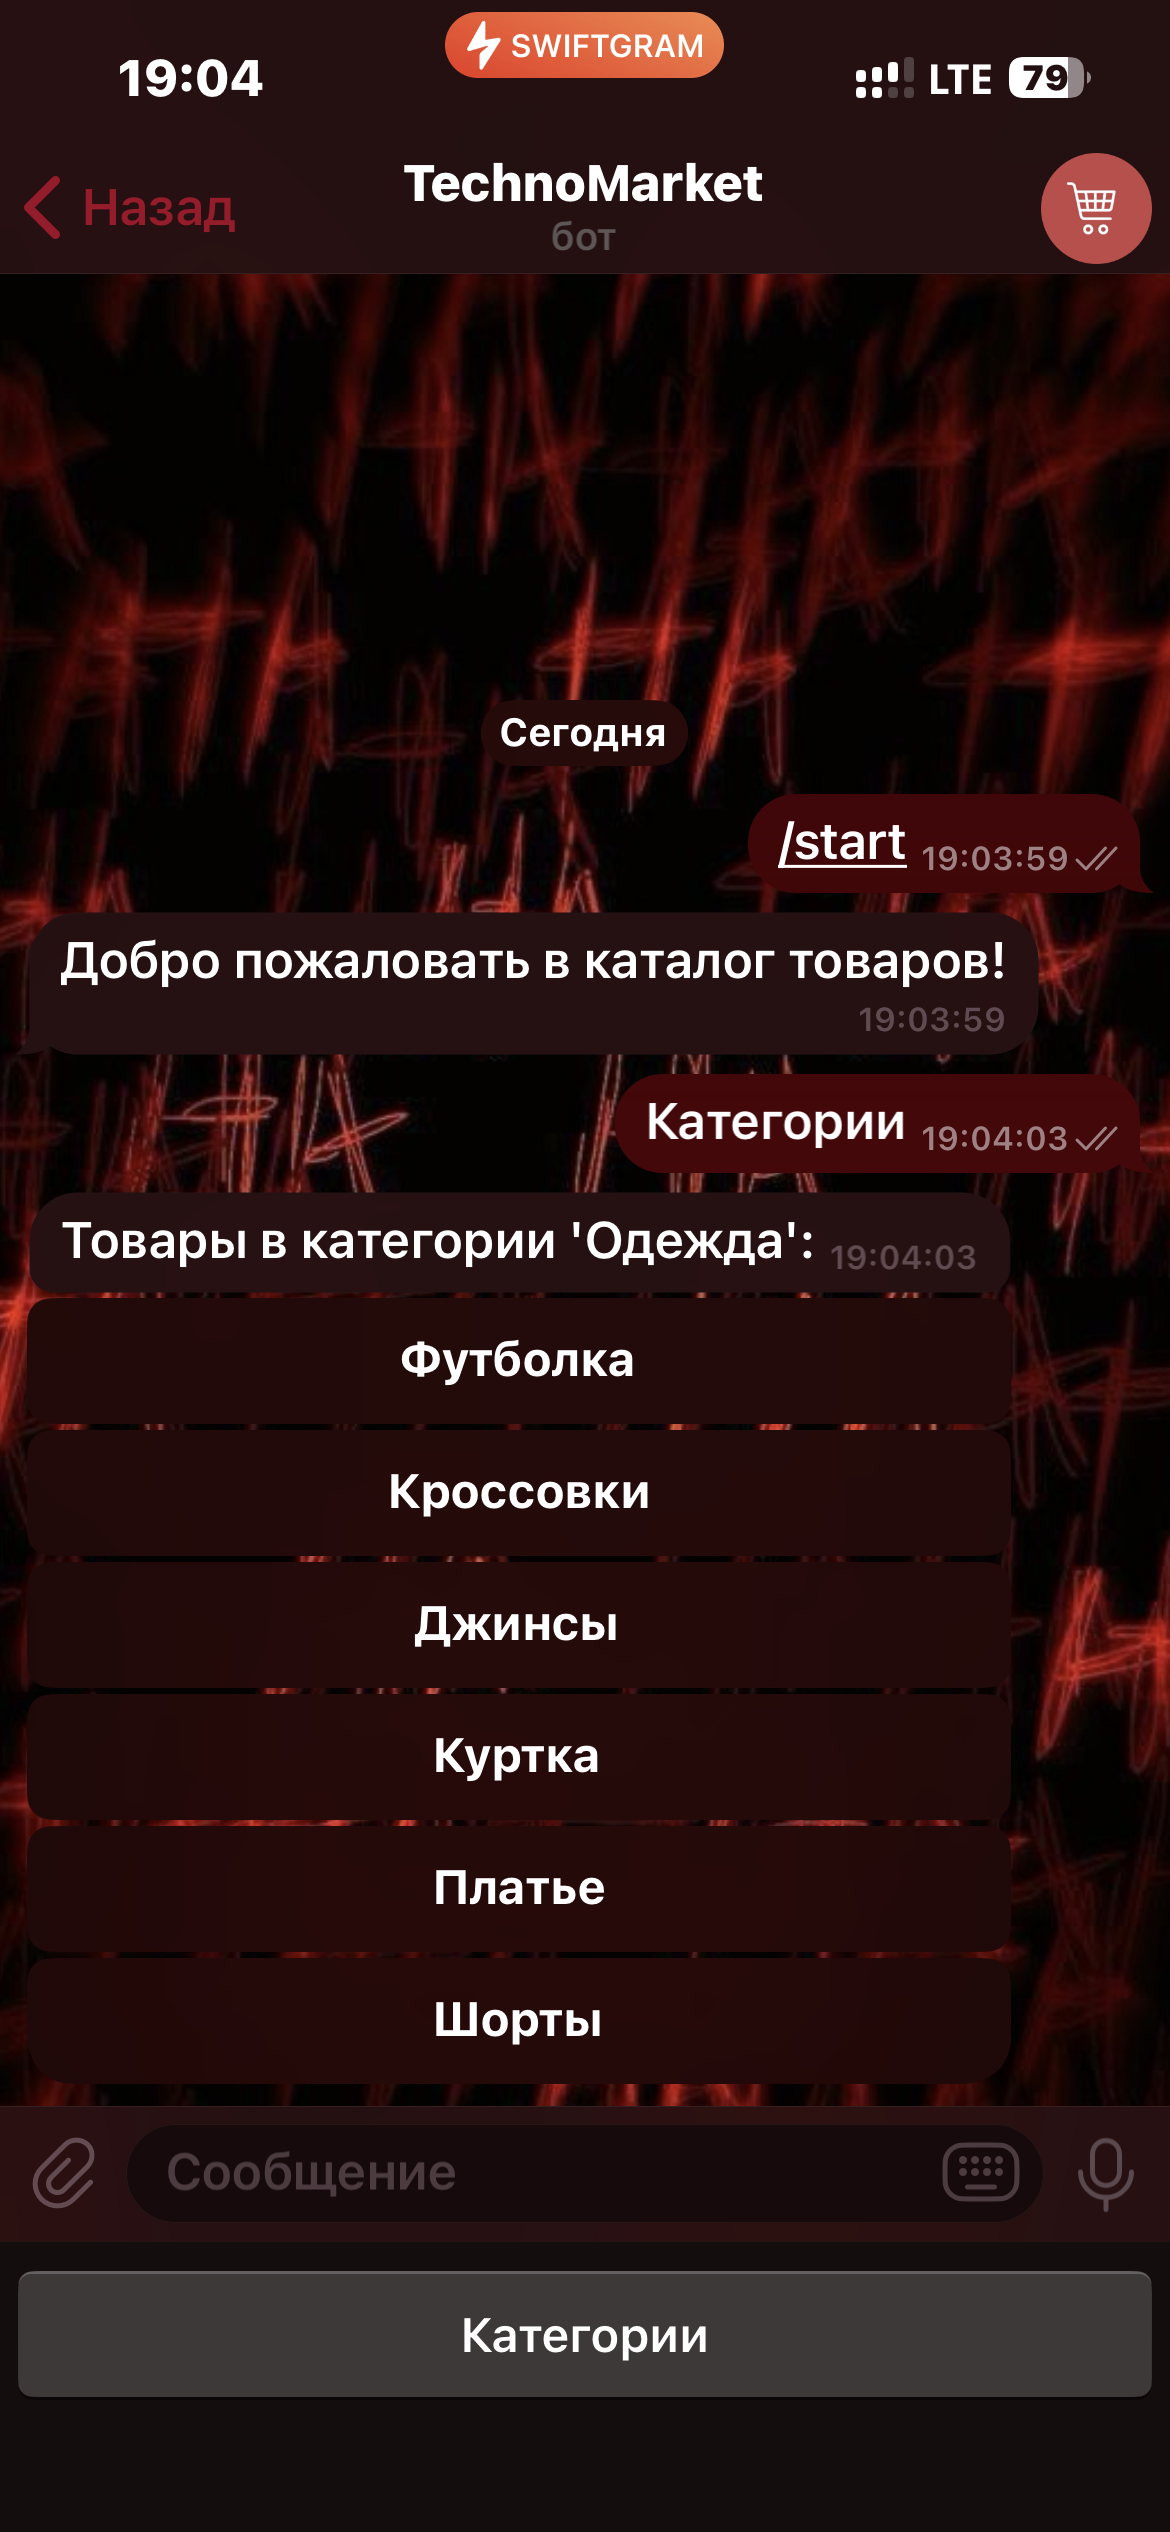 SWIFTGRAM
19:04
LTE 79
Назад
TechnoMarket
бот
Сегодня
/start 19:03:59
Добро пожаловать в каталог товаров!
19:03:59
Категории 19:04:03
Товары в категории 'Одежда': 19:04:03
Футболка
Кроссовки
Джинсы
Куртка
Платье
Шорты
Сообщение
Категории